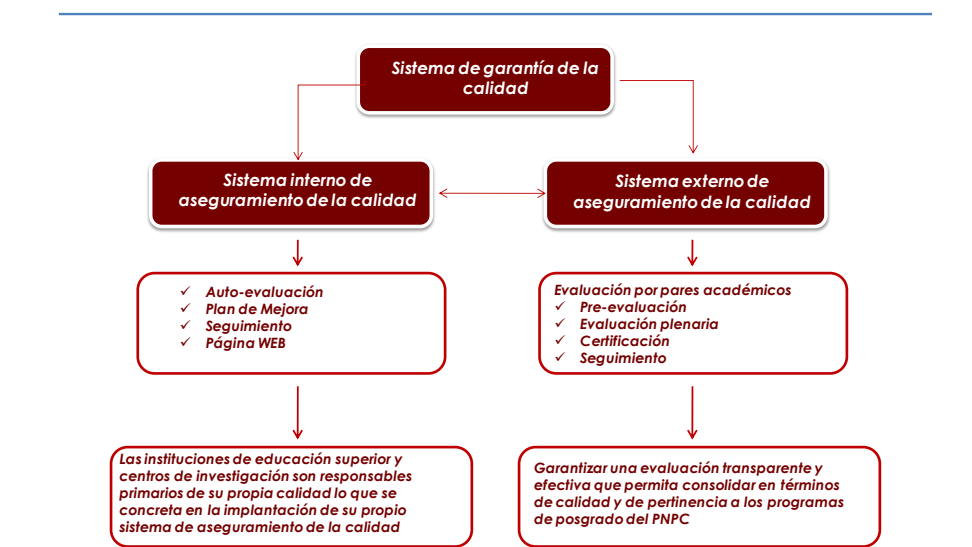 Sistema de garantía de la
calidad
Sistema interno de
aseguramiento de la calidad
Sistema externo de
aseguramiento de la calidad
✓ Auto-evaluación
✓ Plan de Mejora
✓ Seguimiento
✓ Página WEB
Evaluación por pares académicos
✓ Pre-evaluación
✓ Evaluación plenaria
✓ Certificación
✓ Seguimiento
Las instituciones de educación superior y
centros de investigación son responsables
primarios de su propia calidad lo que se
concreta en la implantación de su propio
sistema de aseguramiento de la calidad
Garantizar una evaluación transparente y
efectiva que permita consolidar en términos
de calidad y de pertinencia a los programas
de posgrado del PNPC